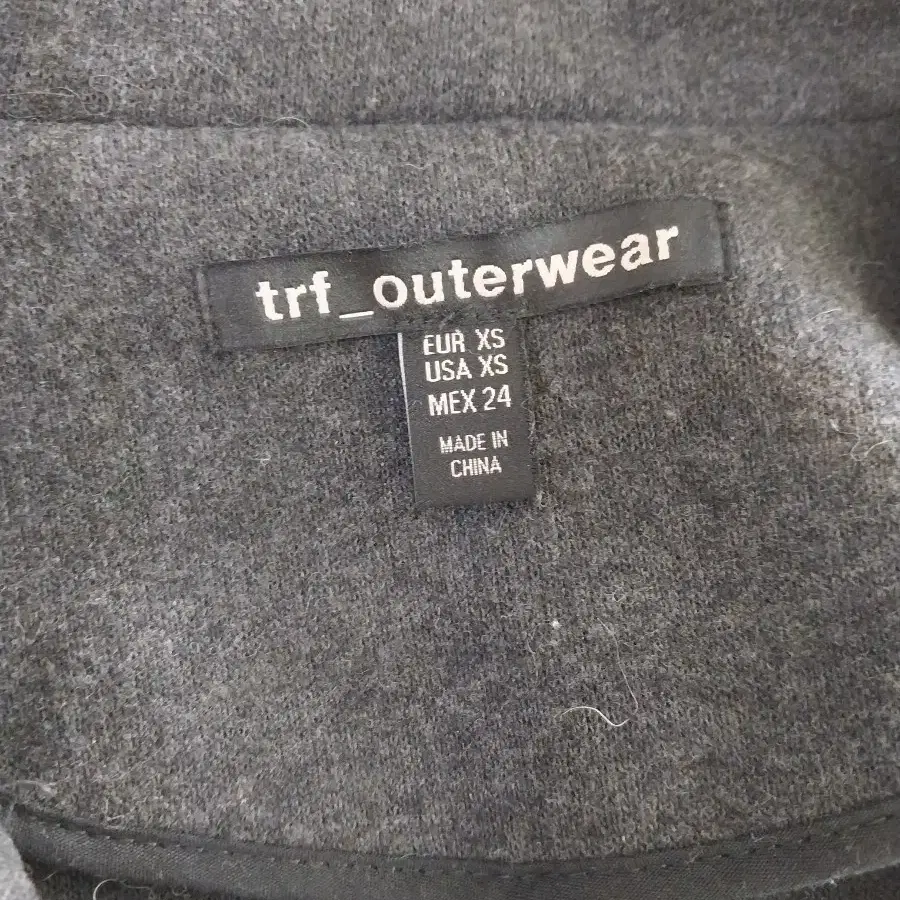 trf_outerwear
EUR XS
USA XS
MEX 24
MADE IN
CHINA